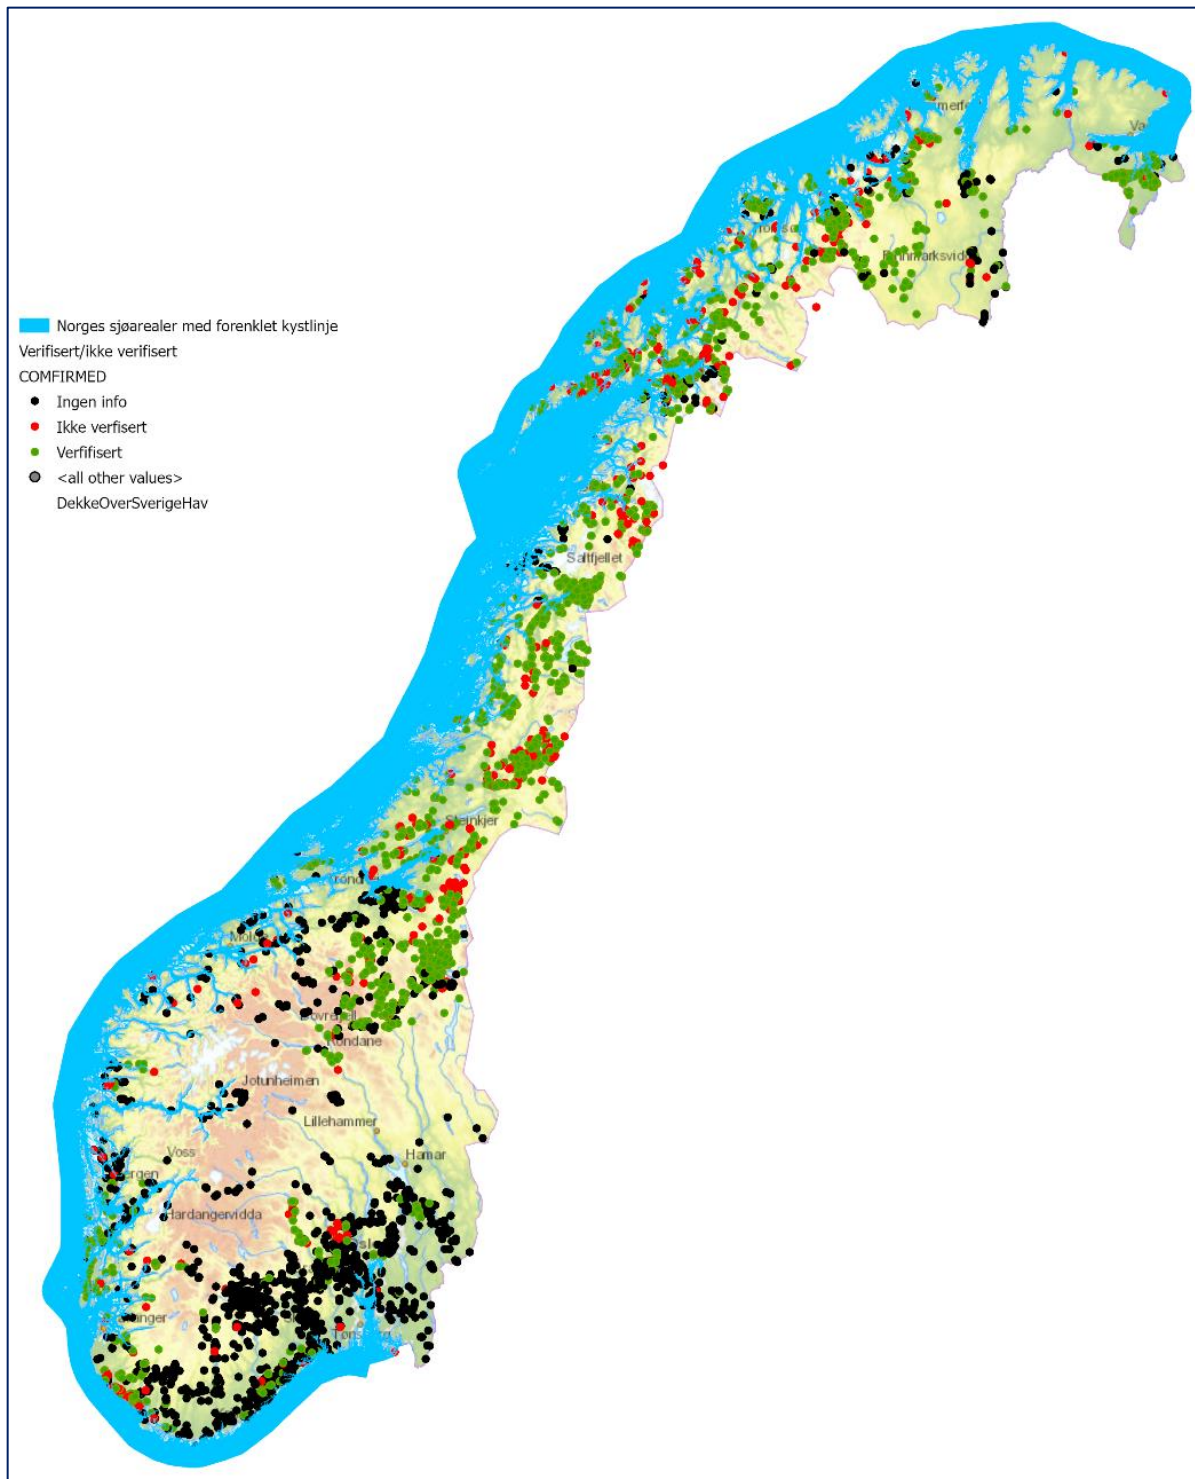 Norges sjøarealer med forenklet kystlinje
Verifisert/ikke verifisert
COMFIRMED
Ingen info
Ikke verfisert
Verfifisert
<all other values>
DekkeOverSverigeHav
Saltfjellet
Steinkjer
Rondane
Jotunheimen
Lillehammer
Hamar
Voss
Hardangervidda